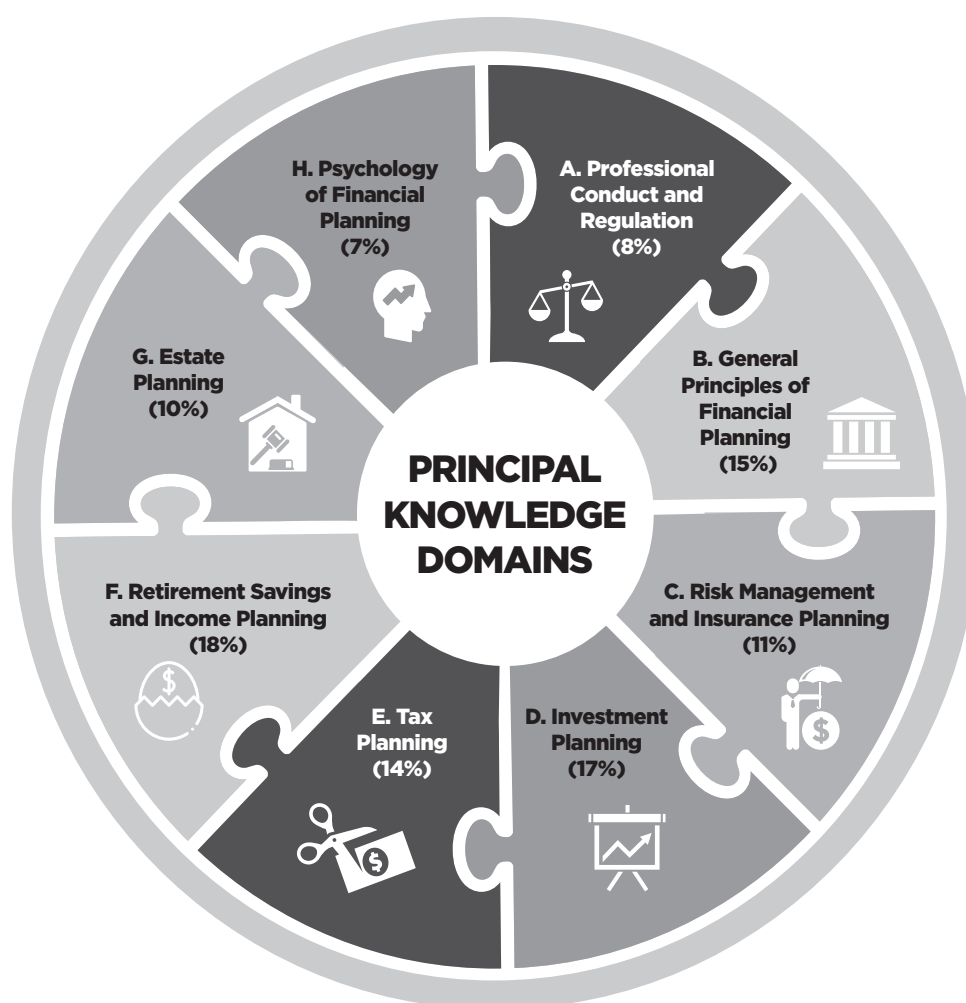 PRINCIPAL
KNOWLEDGE
DOMAINS
A. Professional
Conduct and
Regulation
(8%)
B. General
Principles of
Financial
Planning
(15%)
C. Risk Management
and Insurance Planning
(11%)
$
D. Investment
Planning
(17%)
E. Tax
Planning
(14%)
$
F. Retirement Savings
and Income Planning
(18%)
$
G. Estate
Planning
(10%)
H. Psychology
of Financial
Planning
(7%)